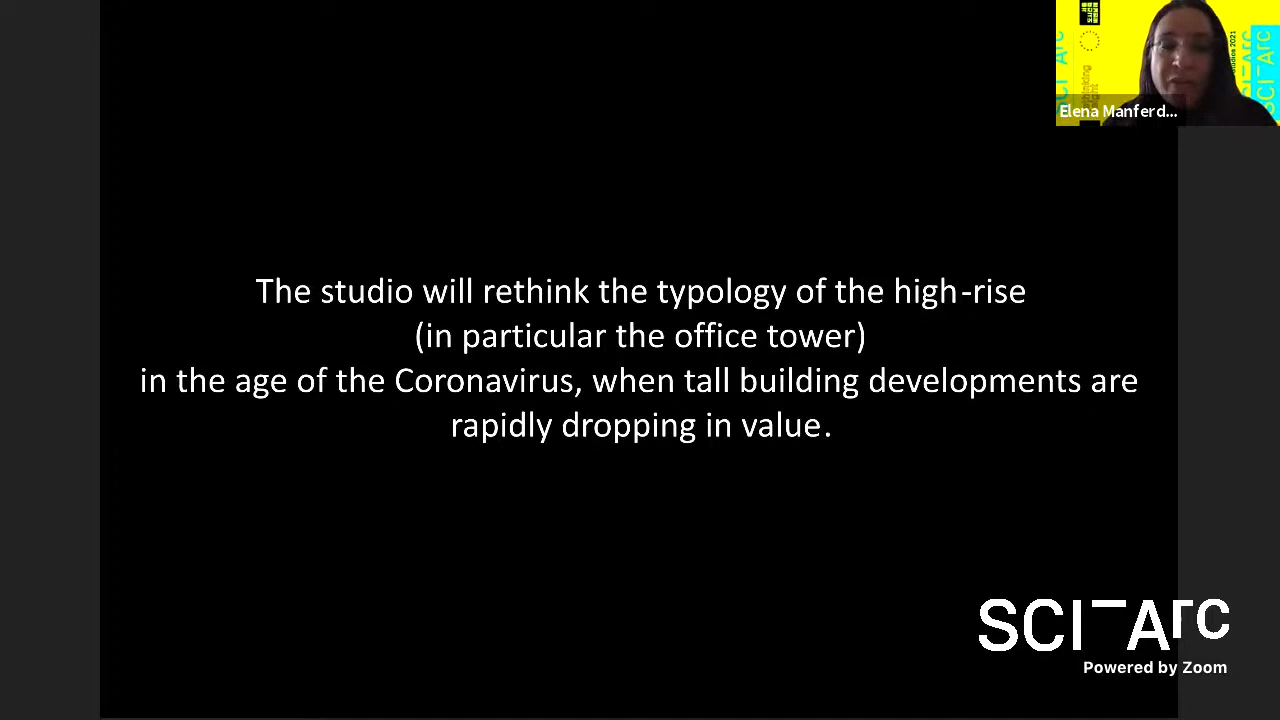 Elena Manferd...
The studio will rethink the typology of the high-rise
(in particular the office tower)
in the age of the Coronavirus, when tall building developments are
rapidly dropping in value.
SCI-Arc
Powered by Zoom